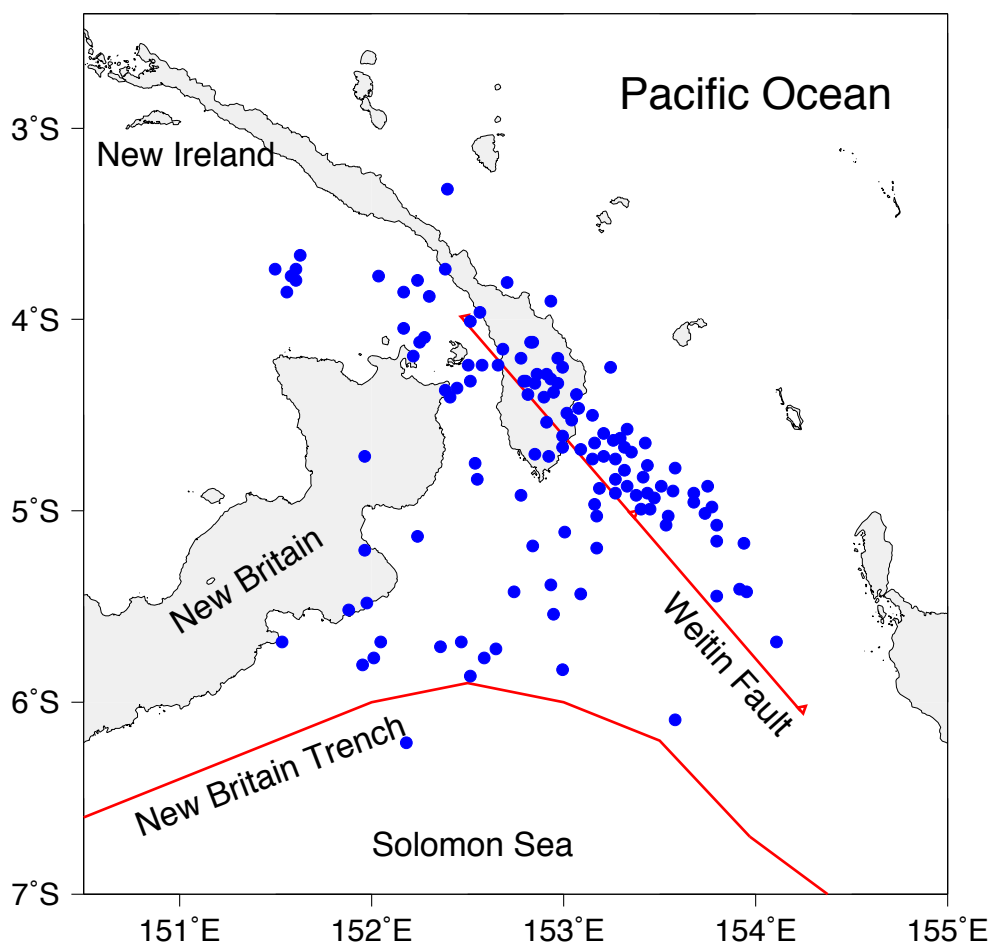 Pacific Ocean
3˚S
New Ireland
4˚S
5˚S
New Britain
Weitin Fault
6˚S
New Britain Trench
Solomon Sea
7˚S
151˚E
152˚E
153˚E
154˚E
155˚E